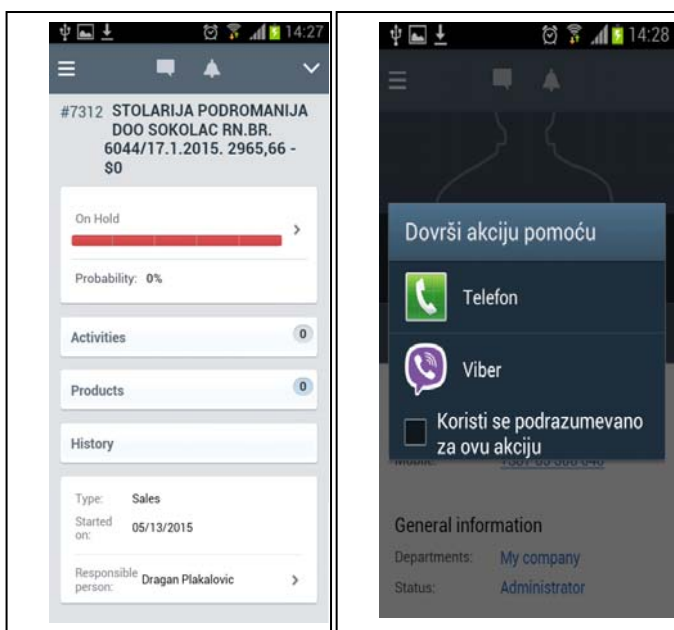 14:27
#7312 STOLARIJA PODROMANIJA
DOO SOKOLAC RN.BR.
6044/17.1.2015. 2965,66 -
$0
On Hold
Probability: 0%
Activities 0
Products 0
History
Type: Sales
Started
on: 05/13/2015
Responsible
person: Dragan Plakalovic
14:28
Dovrši akciju pomoću
Telefon
Viber
Koristi se podrazumevano
za ovu akciju
General information
Departments: My company
Status: Administrator